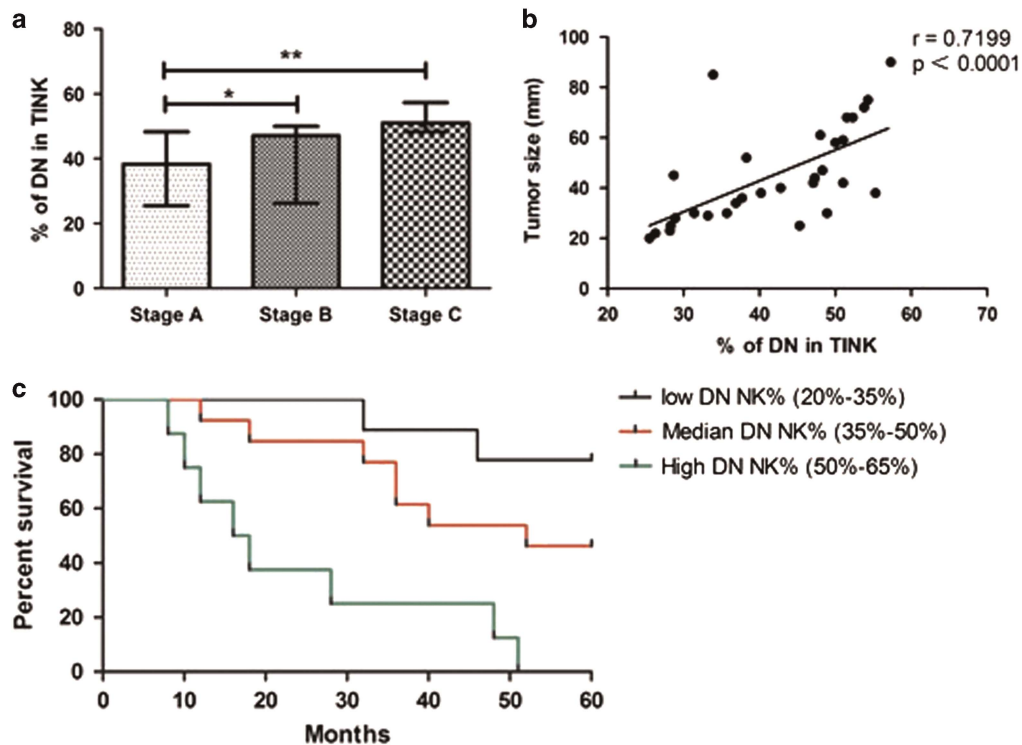 a
% of DN in TINK
80
60
40
20
0
**
*
Stage A
Stage B
Stage C
b
Tumor size (mm)
100
80
60
40
20
0
r = 0.7199
p < 0.0001
20 30 40 50 60 70
% of DN in TINK
c
Percent survival
100
80
60
40
20
0
0 10 20 30 40 50 60
Months
low DN NK% (20%-35%)
Median DN NK% (35%-50%)
High DN NK% (50%-65%)